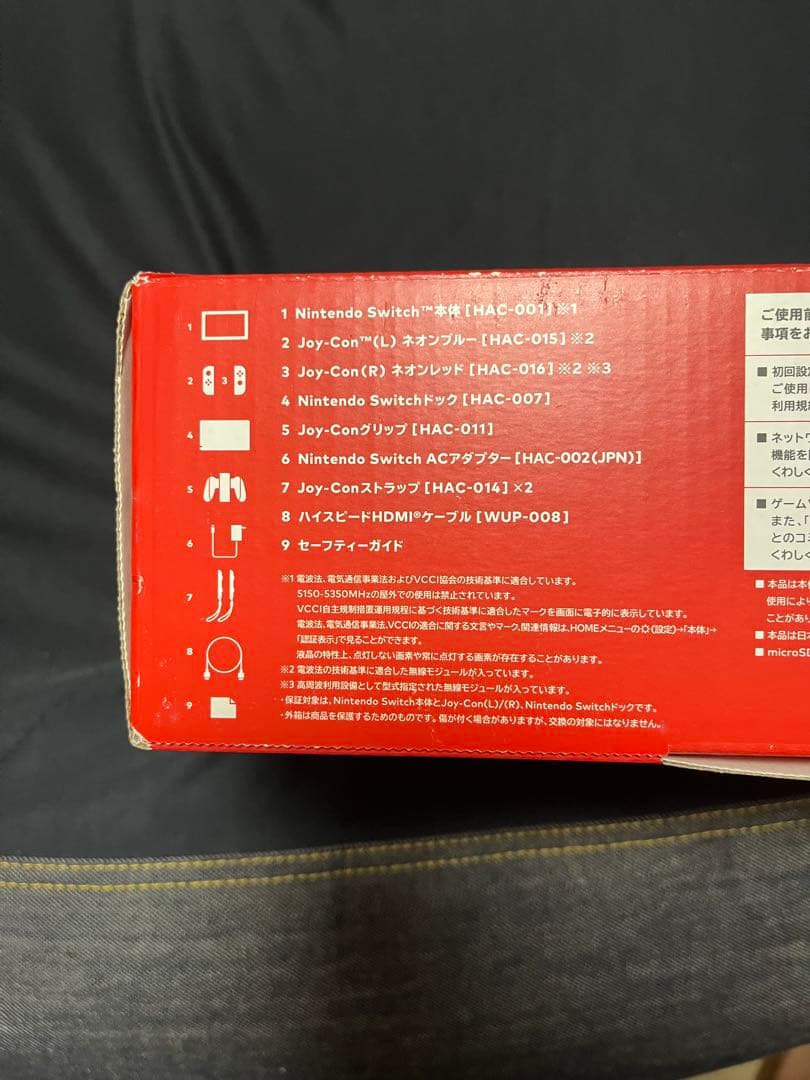 1 Nintendo Switch™本体[HAC-001]※1
2 Joy-Con™(L) ネオンブルー[HAC-015]※2
3 Joy-Con(R) ネオンレッド[HAC-016]※2 ※3
4 Nintendo Switchドック[HAC-007]
5 Joy-Conグリップ[HAC-011]
6 Nintendo Switch ACアダプター[HAC-002(JPN)]
7 Joy-Conストラップ[HAC-014]×2
8 ハイスピードHDMI®ケーブル[WUP-008]
9 セーフティーガイド
※1 電波法、電気通信事業法およびVCCI協会の技術基準に適合しています。
5150-5350MHzの屋外での使用は禁止されています。
VCCI自主規制措置運用規程に基づく技術基準に適合したマークを画面に電子的に表示しています。
電波法、電気通信事業法、VCCIの適合に関する文言やマーク、関連情報は、HOMEメニューの(設定)→「本体」→
「認証表示」で見ることができます。
液晶の特性上、点灯しない画素や常に点灯する画素が存在することがあります。
※2 電波法の技術基準に適合した無線モジュールが入っています。
※3 高周波利用設備として型式指定された無線モジュールが入っています。
・保証対象は、Nintendo Switch本体とJoy-Con(L)/(R)、Nintendo Switchドックです。
・外箱は商品を保護するためのものです。傷が付く場合がありますが、交換の対象にはなりません。
1
2
3
4
5
6
7
8
9
ご使用前
事項をお
■ 初回設定
ご使用
利用規
■ ネットワ
機能を
くわしく
■ ゲーム
また、「
とのコミ
くわしく
■ 本品は本体
使用によ
ことがあり
■ 本品は日本
■ microSD